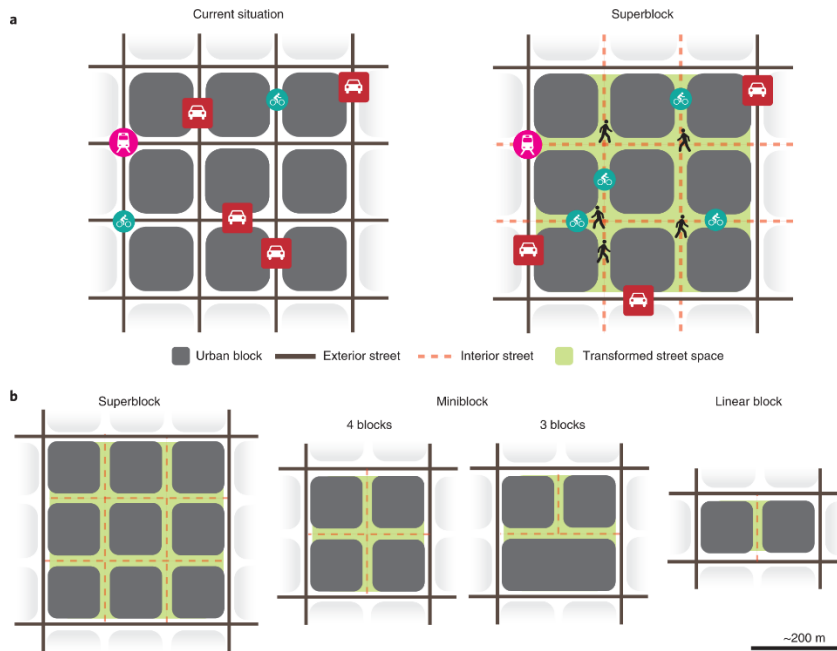 a
Current situation
Superblock
Urban block
Exterior street
Interior street
Transformed street space
b
Superblock
Miniblock
Linear block
4 blocks
3 blocks
~200 m